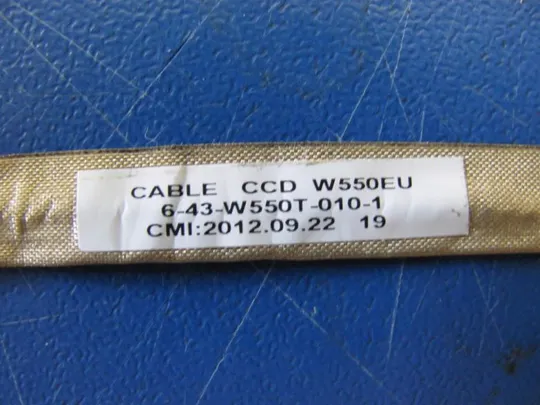 CABLE CCD W550EU
6-43-W550T-010-1
CMI:2012.09.22 19